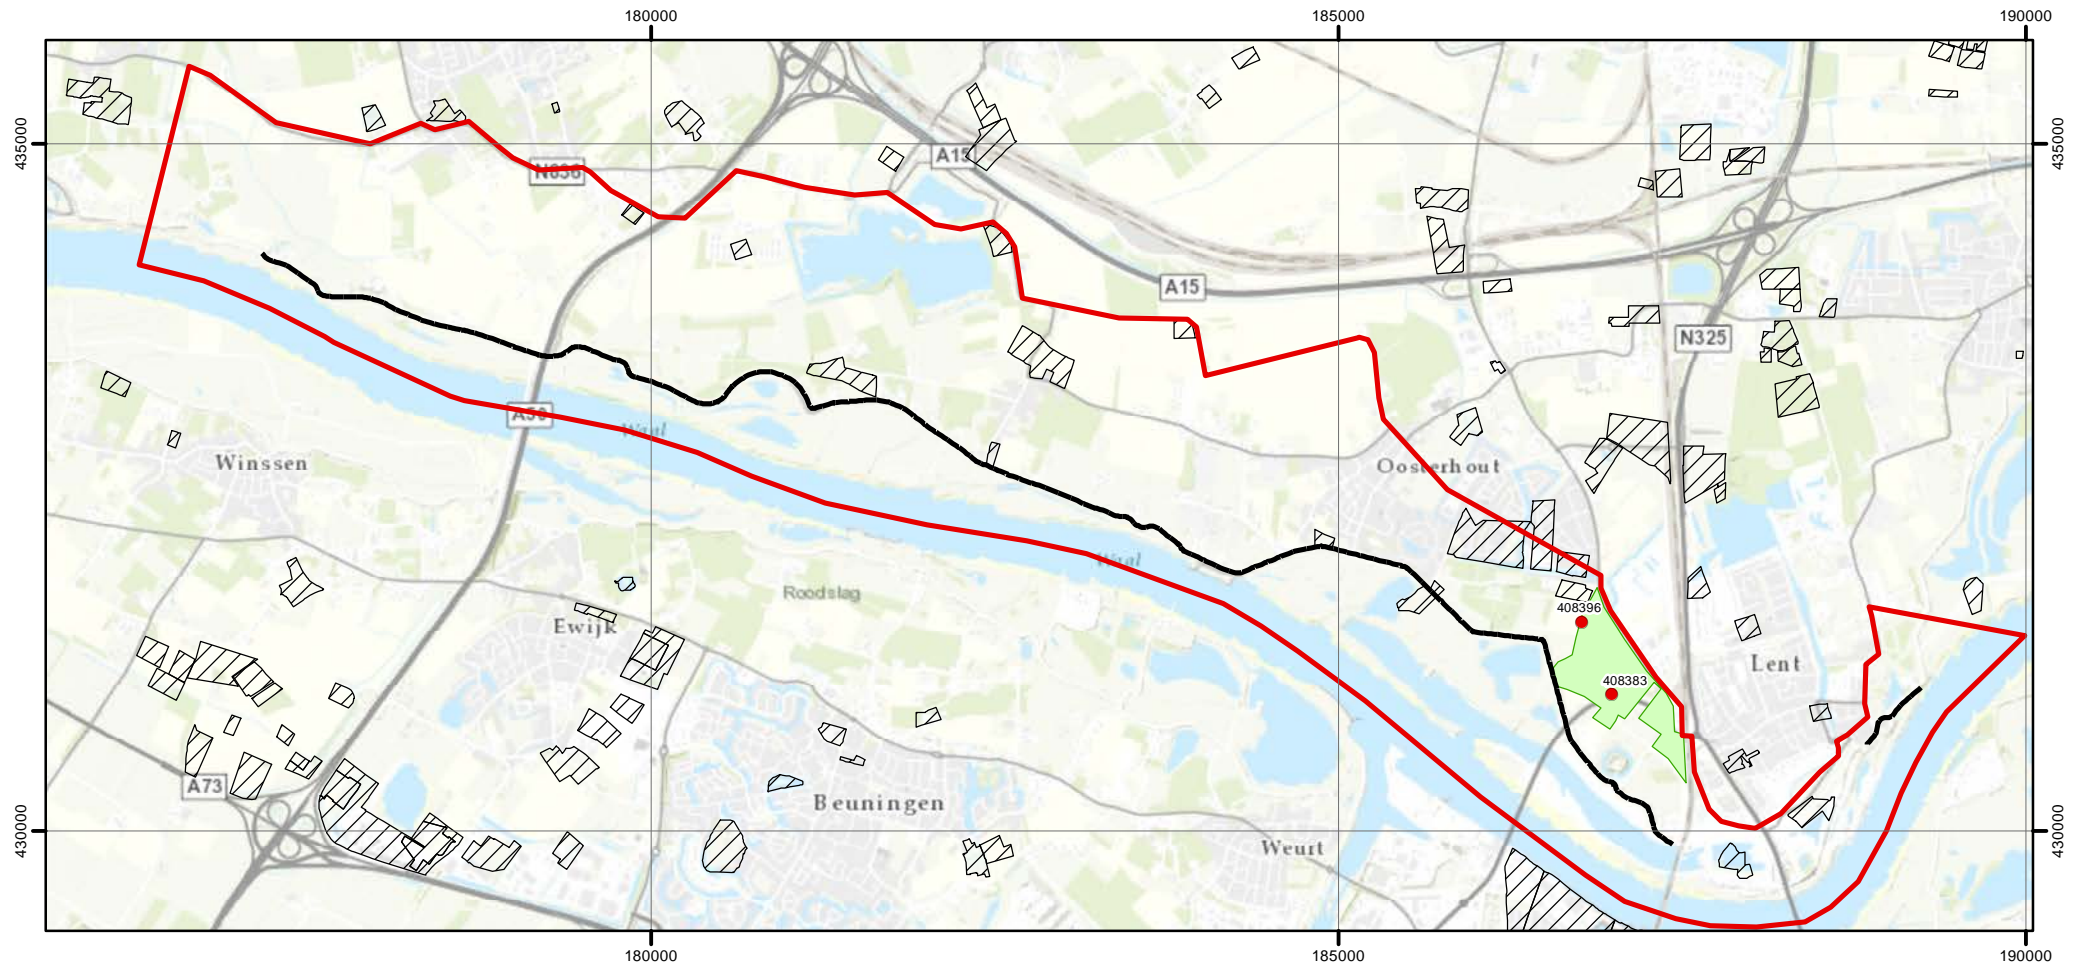 180000
185000
190000
435000
435000
A15
N836
A15
N325
A50
Waal
Winssen
Oosterhout
Waal
Roodslag
408396
Ewijk
Lent
408383
A73
Beuningen
430000
430000
Weurt
180000
185000
190000